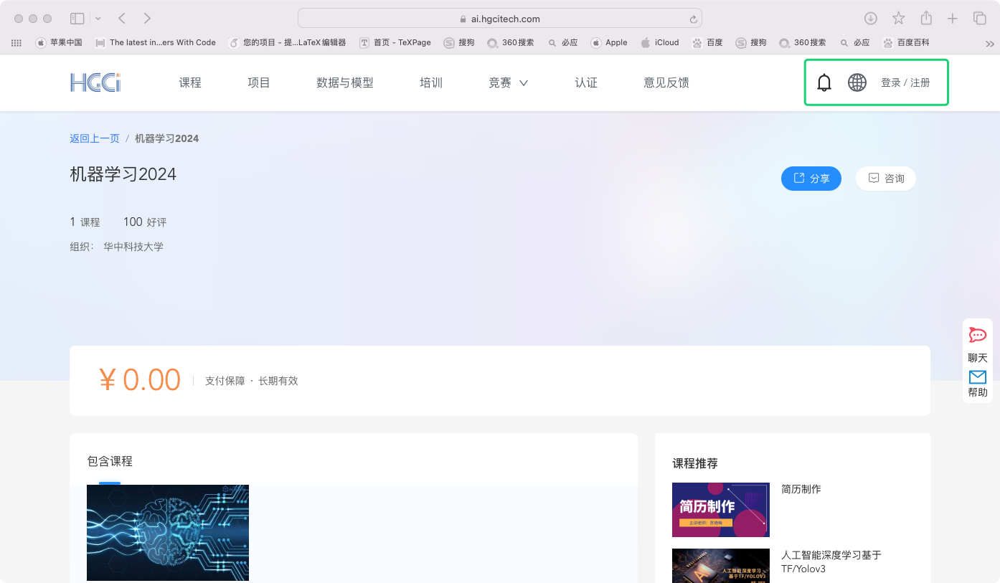 ai.hgcitech.com
苹果中国 The latest in...ers With Code 您的项目 - 提...LaTeX 编辑器 首页 - TeXPage 搜狗 360搜索 必应 Apple iCloud 百度 搜狗 360搜索 必应 百度百科
HGCi 课程 项目 数据与模型 培训 竞赛 认证 意见反馈 登录 / 注册
返回上一页 / 机器学习2024
机器学习2024
分享 咨询
1 课程 100 好评
组织： 华中科技大学
聊天
帮助
¥ 0.00 支付保障 · 长期有效
包含课程
课程推荐
简历制作
主讲老师：苏艳梅
简历制作
人工智能深度学习
基于TF/YOLOV3
AI
人工智能深度学习基于
TF/Yolov3